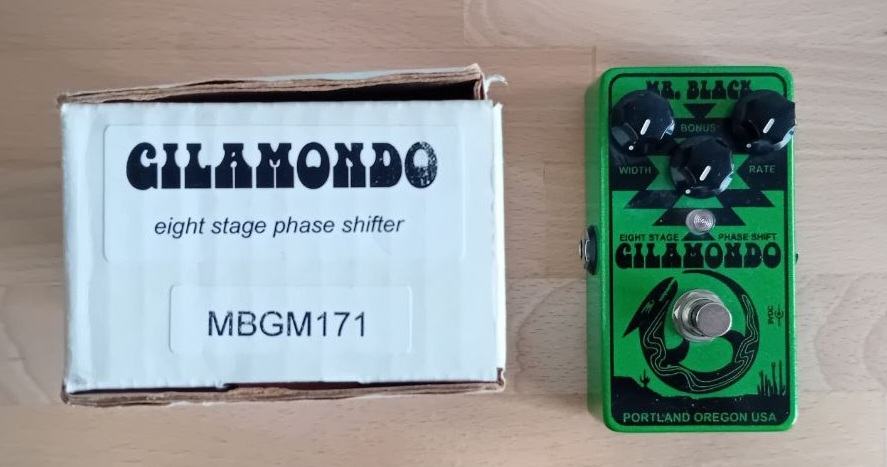 GILAMONDO
eight stage phase shifter
MBGM171
MR. BLACK
BONUS
WIDTH
RATE
EIGHT STAGE PHASE SHIFT
GILAMONDO
9VDC
PORTLAND OREGON USA